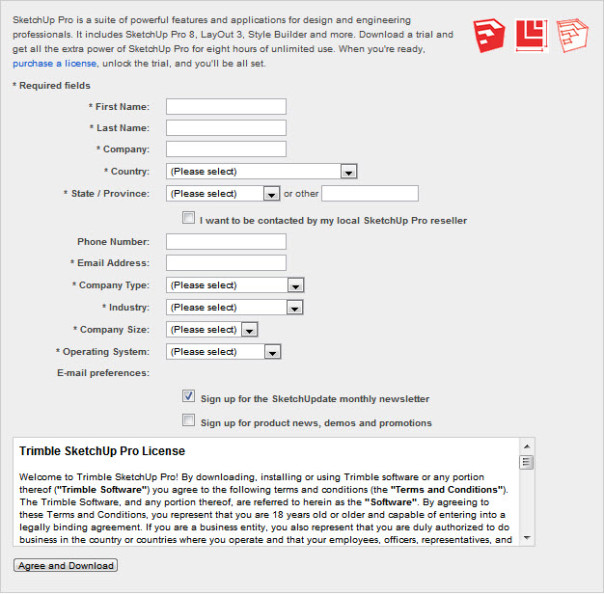 SketchUp Pro is a suite of powerful features and applications for design and engineering
professionals. It includes SketchUp Pro 8, LayOut 3, Style Builder and more. Download a trial and
get all the extra power of SketchUp Pro for eight hours of unlimited use. When you're ready,
purchase a license, unlock the trial, and you'll be all set.
* Required fields
* First Name:
* Last Name:
* Company:
* Country: (Please select)
* State / Province: (Please select) or other
I want to be contacted by my local SketchUp Pro reseller
Phone Number:
* Email Address:
* Company Type: (Please select)
* Industry: (Please select)
* Company Size: (Please select)
* Operating System: (Please select)
E-mail preferences:
Sign up for the SketchUpdate monthly newsletter
Sign up for product news, demos and promotions
Trimble SketchUp Pro License
Welcome to Trimble SketchUp Pro! By downloading, installing or using Trimble software or any portion
thereof ("Trimble Software") you agree to the following terms and conditions (the "Terms and Conditions").
The Trimble Software, and any portion thereof, are referred to herein as the "Software". By agreeing to
these Terms and Conditions, you represent that you are 18 years old or older and capable of entering into a
legally binding agreement. If you are a business entity, you also represent that you are duly authorized to do
business in the country or countries where you operate and that your employees, officers, representatives, and
Agree and Download